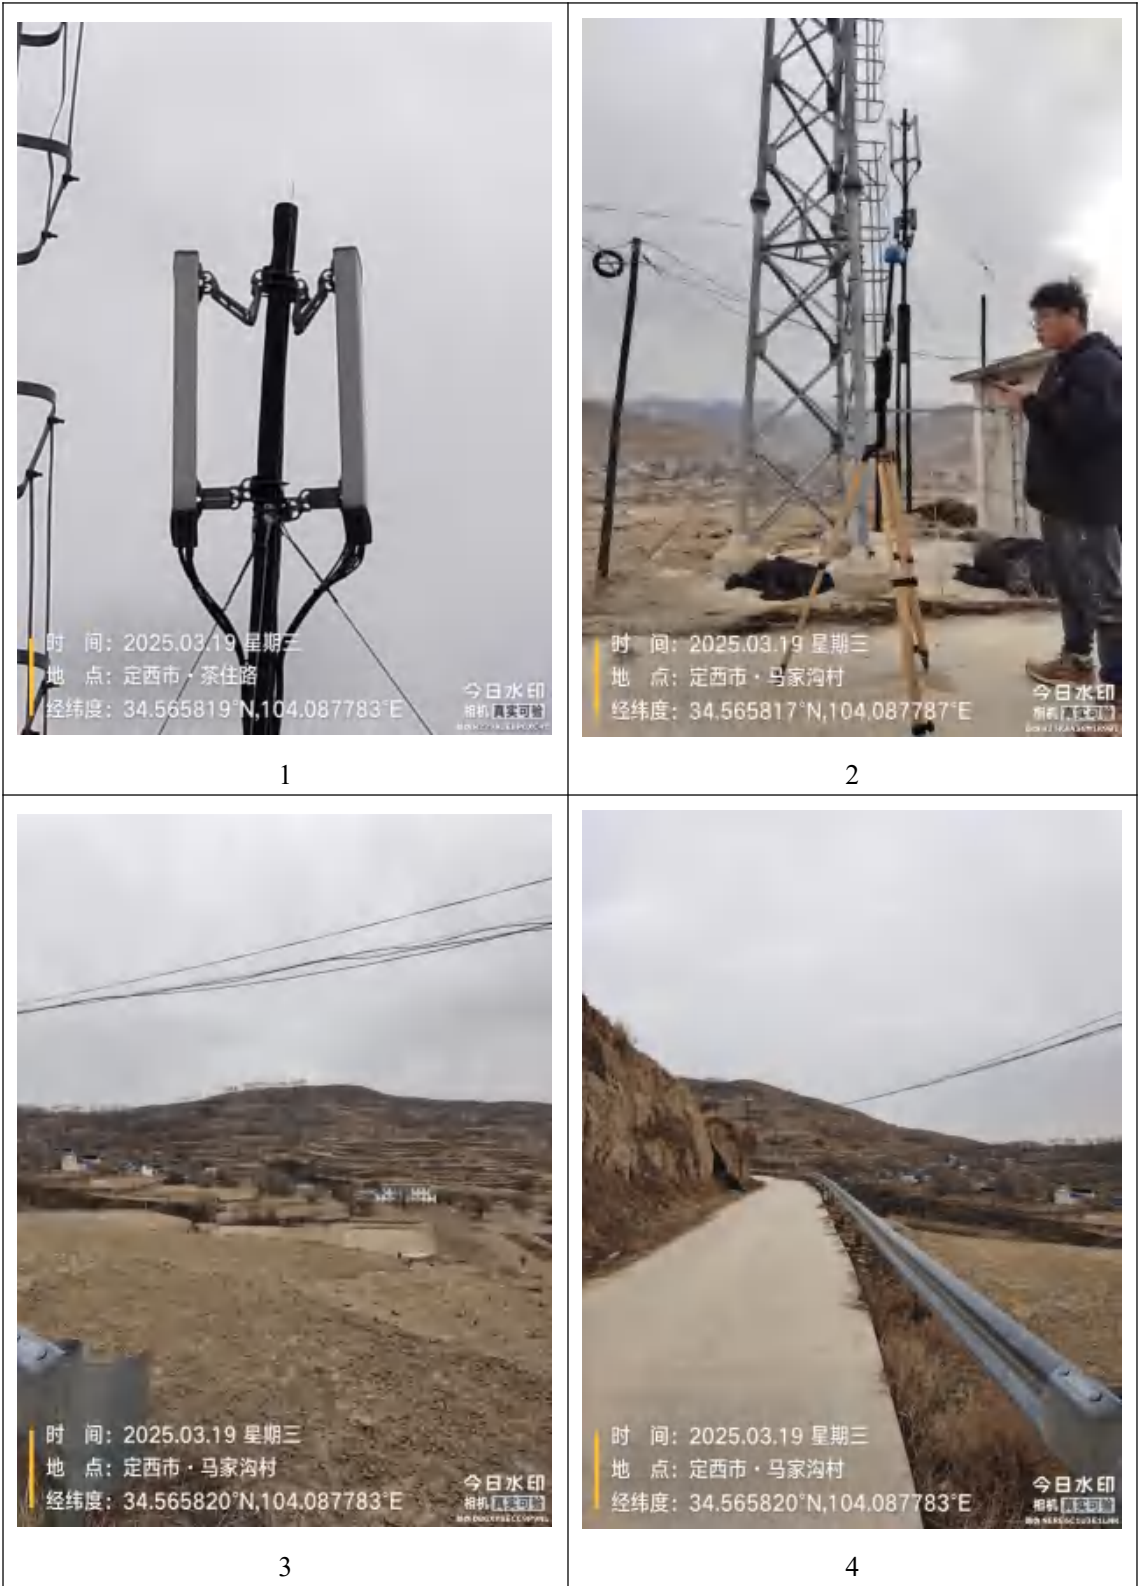 时 间：2025.03.19 星期三
地 点：定西市·茶住路
经纬度：34.565819°N,104.087783°E
今日水印
相机 真实可验
1
时 间：2025.03.19 星期三
地 点：定西市·马家沟村
经纬度：34.565817°N,104.087787°E
今日水印
相机 真实可验
2
时 间：2025.03.19 星期三
地 点：定西市·马家沟村
经纬度：34.565820°N,104.087783°E
今日水印
相机 真实可验
3
时 间：2025.03.19 星期三
地 点：定西市·马家沟村
经纬度：34.565820°N,104.087783°E
今日水印
相机 真实可验
4